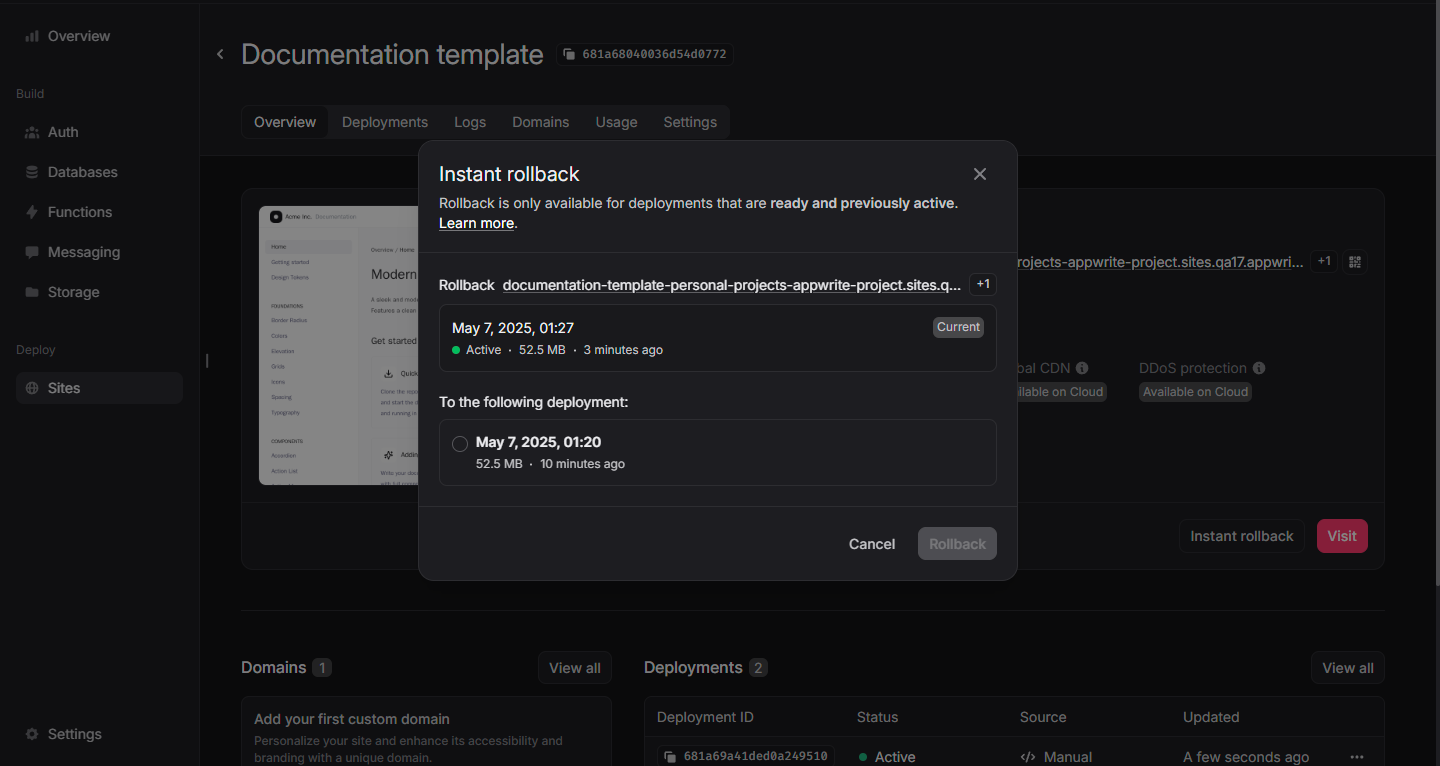 Overview
Build
Auth
Databases
Functions
Messaging
Storage
Deploy
Sites
Settings
Documentation template 681a68040036d54d0772
Overview Deployments Logs Domains Usage Settings
Acme Inc. Documentation
Home
Getting started
Design Tokens
FOUNDATIONS
Border Radius
Colors
Elevation
Grids
Icons
Spacing
Typography
COMPONENTS
Accordion
Action List
Overview / Home
Modern
A sleek and mode
Features a clean
Get started
Quick
Clone the repo
and start the d
and running in
Adding
Write your docu
Instant rollback
Rollback is only available for deployments that are ready and previously active.
Learn more.
Rollback documentation-template-personal-projects-appwrite-project.sites.q... +1
May 7, 2025, 01:27 Current
Active · 52.5 MB · 3 minutes ago
To the following deployment:
May 7, 2025, 01:20
52.5 MB · 10 minutes ago
Cancel Rollback
rojects-appwrite-project.sites.qa17.appwri... +1
bal CDN DDoS protection
ilable on Cloud Available on Cloud
Instant rollback Visit
Domains 1 View all
Add your first custom domain
Personalize your site and enhance its accessibility and
branding with a unique domain.
Deployments 2 View all
Deployment ID Status Source Updated
681a69a41ded0a249510 Active Manual A few seconds ago